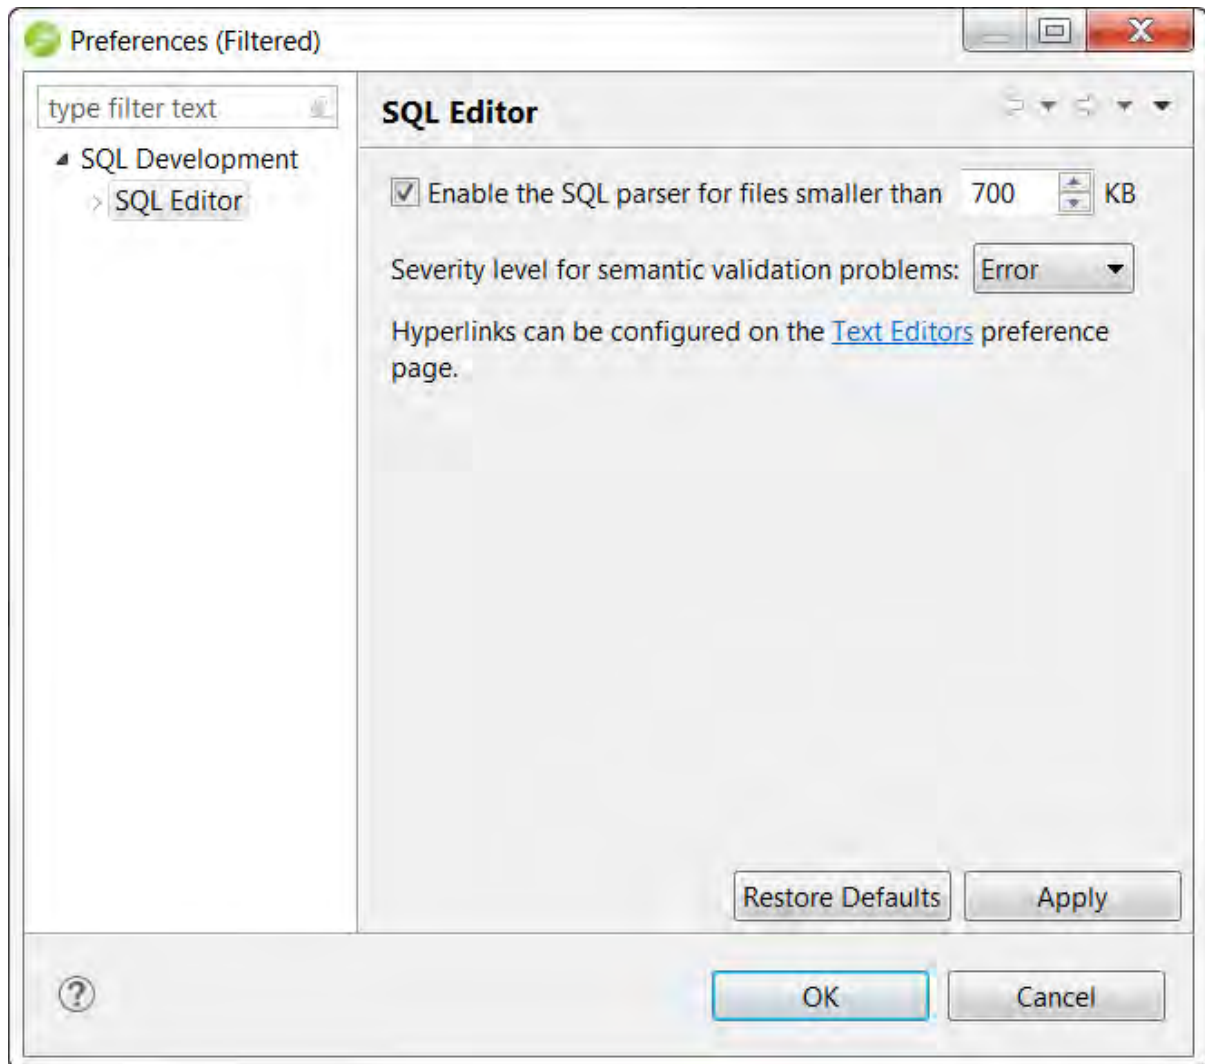 Preferences (Filtered)
type filter text
SQL Development
SQL Editor
SQL Editor
Enable the SQL parser for files smaller than 700 KB
Severity level for semantic validation problems: Error
Hyperlinks can be configured on the Text Editors preference
page.
Restore Defaults Apply
OK Cancel